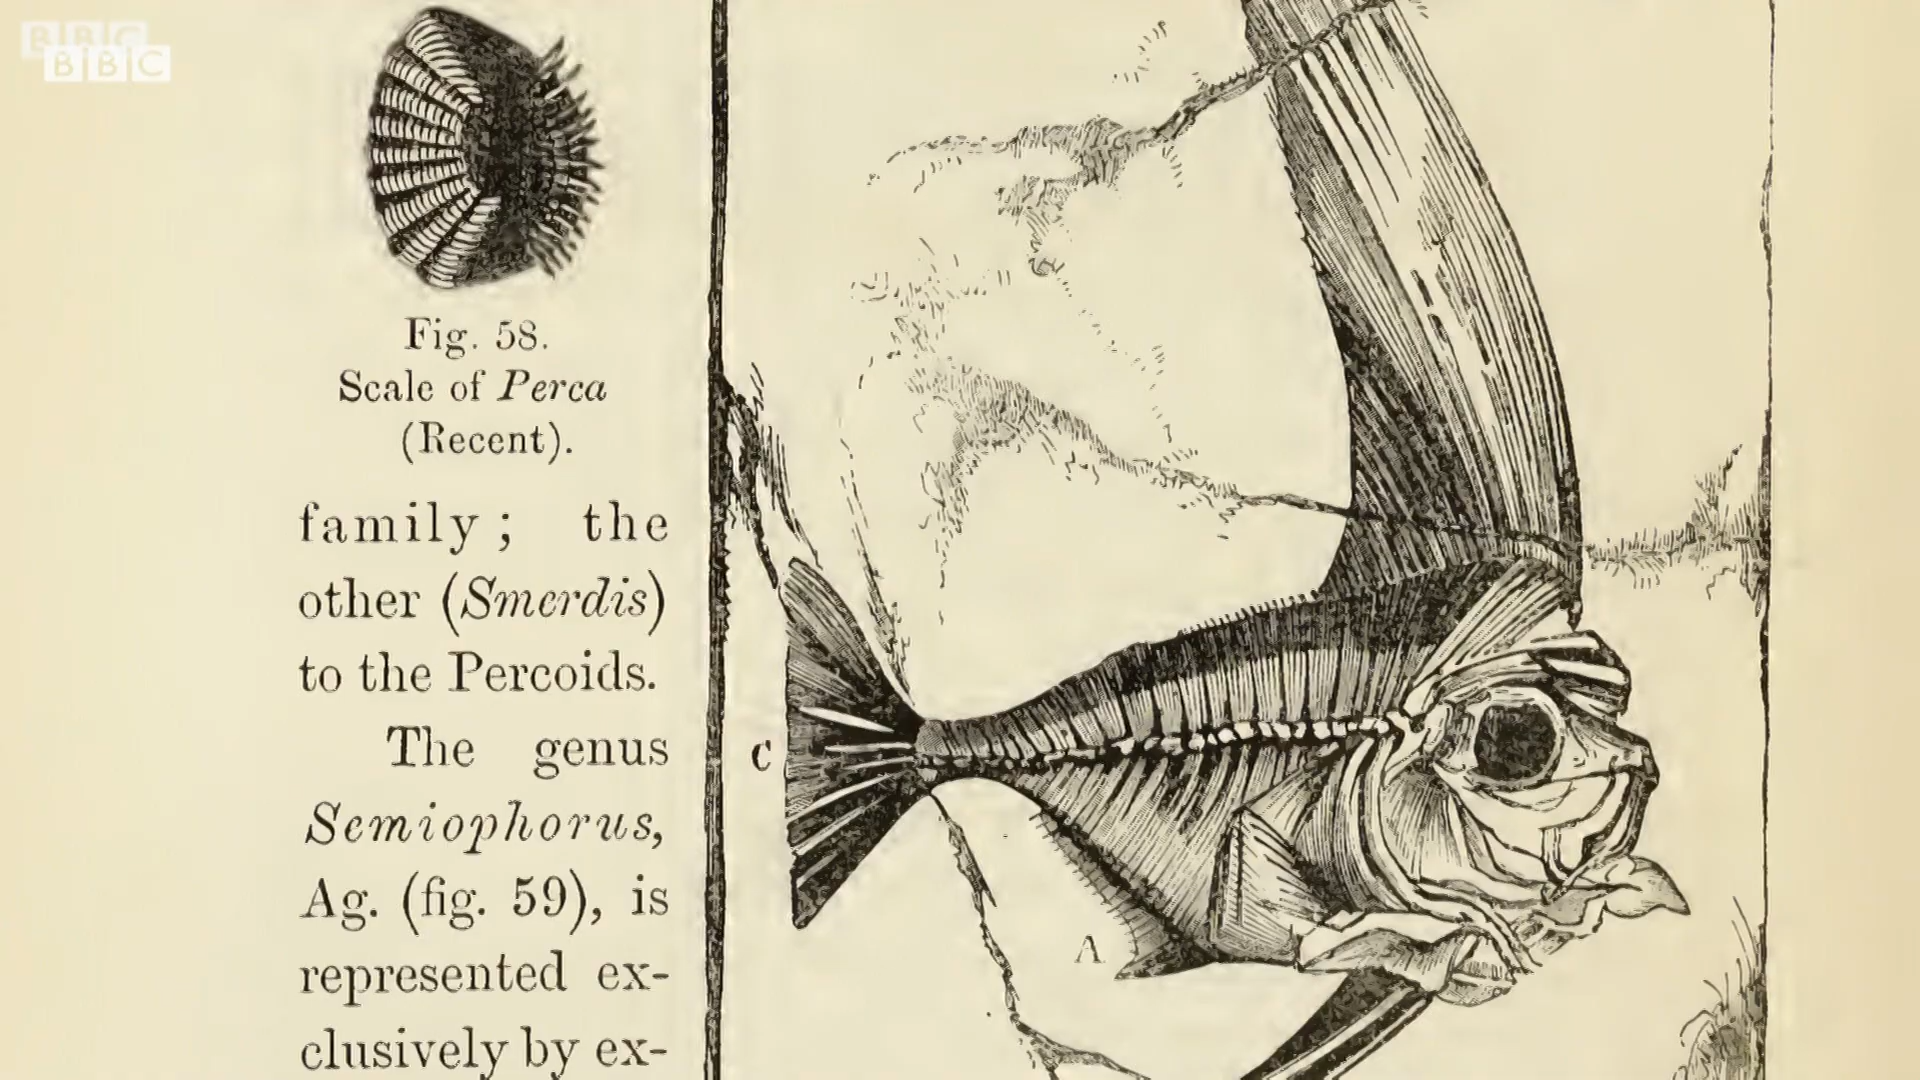 BBC
BBC
Fig. 58.
Scale of Perca
(Recent).
family; the
other (Smerdis)
to the Percoids.
The genus
Semiophorus,
Ag. (fig. 59), is
represented ex-
clusively by ex-
C
A